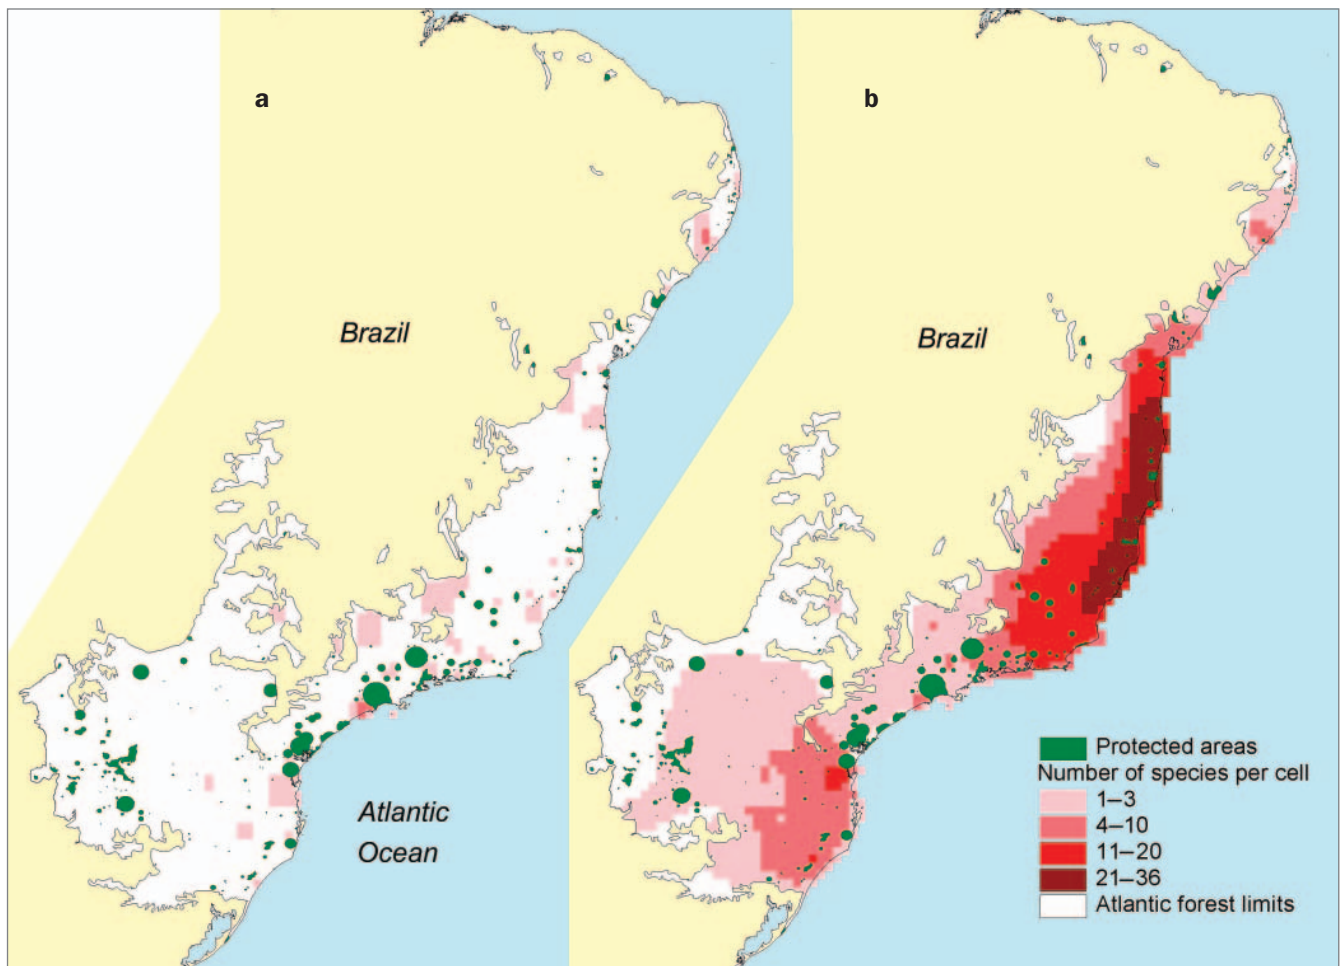 a
b
Brazil
Brazil
Atlantic
Ocean
Protected areas
Number of species per cell
1–3
4–10
11–20
21–36
Atlantic forest limits